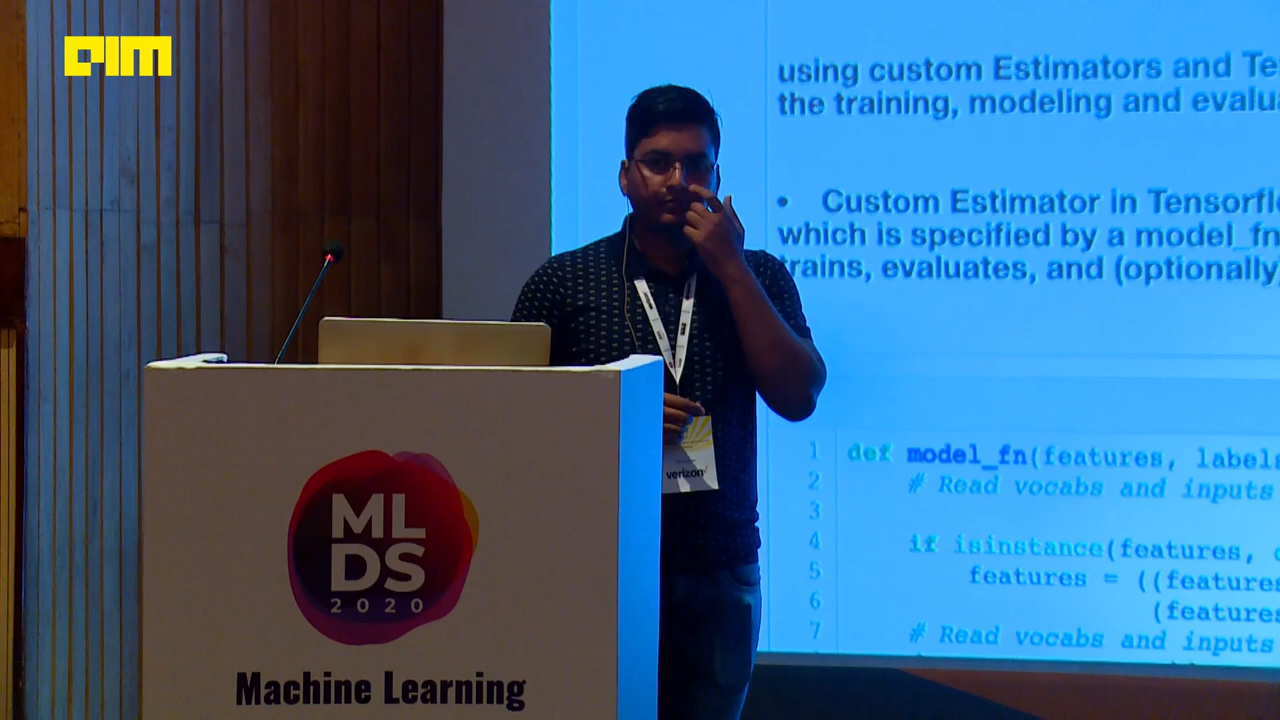 AIM
using custom Estimators and Te
the training, modeling and evalu
• Custom Estimator in Tensorfl
which is specified by a model_fn
trains, evaluates, and (optionally)
1 def model_fn(features, labels
2 # Read vocabs and inputs
3
4 if isinstance(features,
5 features = ((features
6 (features
7 # Read vocabs and inputs
verizon
ML
DS
2020
Machine Learning